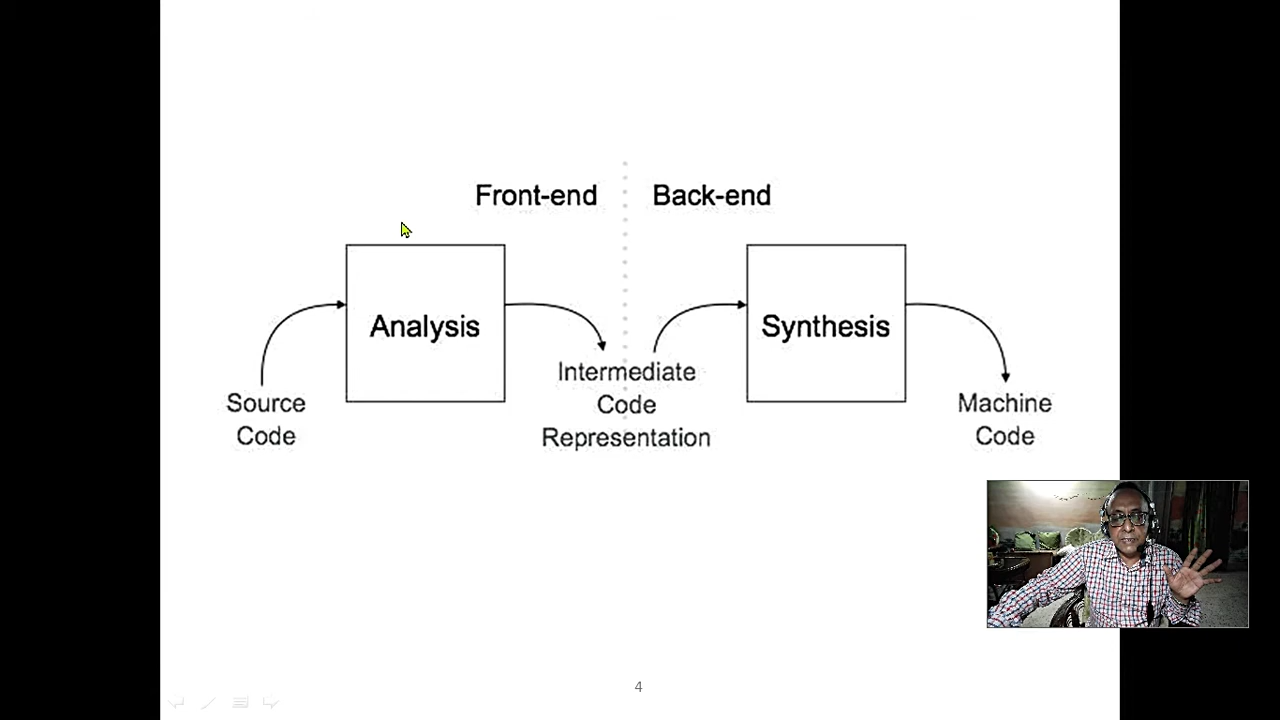 Front-end
Back-end
Analysis
Synthesis
Source
Code
Intermediate
Code
Representation
Machine
Code
4